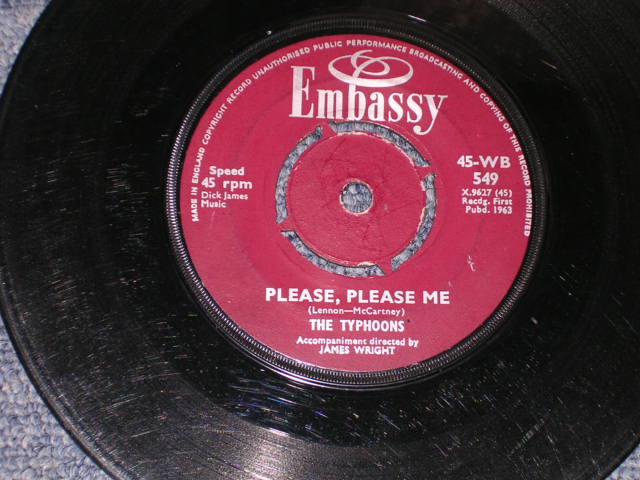 MADE IN ENGLAND COPYRIGHT RECORD UNAUTHORISED PUBLIC PERFORMANCE BROADCASTING AND COPYING OF THIS RECORD PROHIBITED
Embassy
Speed
45 rpm
Dick James
Music
45-WB
549
X.9627 (45)
Recdg. First
Pubd. 1963
PLEASE, PLEASE ME
(Lennon—McCartney)
THE TYPHOONS
Accompaniment directed by
JAMES WRIGHT